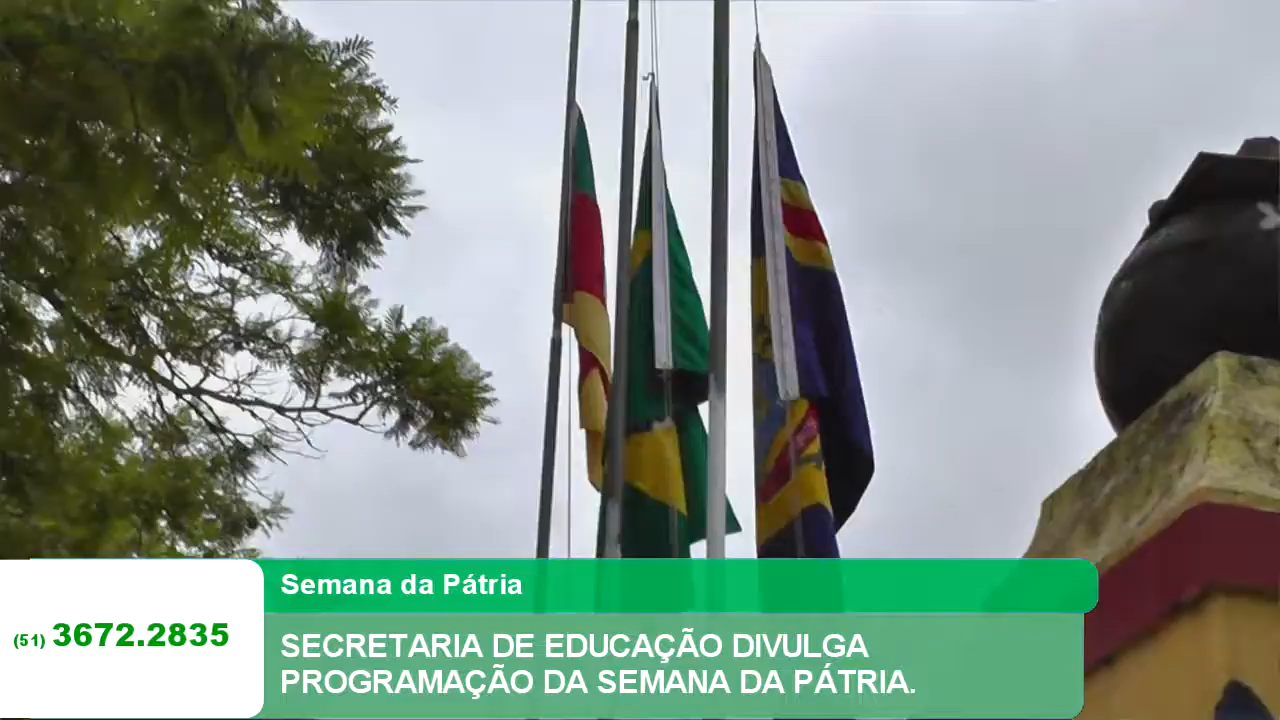 Semana da Pátria
(51) 3672.2835
SECRETARIA DE EDUCAÇÃO DIVULGA
PROGRAMAÇÃO DA SEMANA DA PÁTRIA.